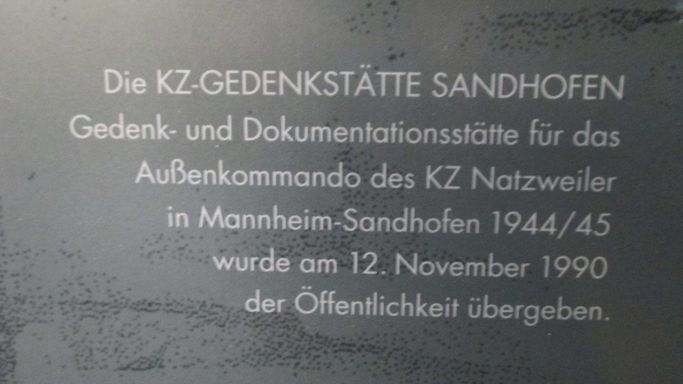 Die KZ-GEDENKSTÄTTE SANDHOFEN
Gedenk- und Dokumentationsstätte für das
Außenkommando des KZ Natzweiler
in Mannheim-Sandhofen 1944/45
wurde am 12. November 1990
der Öffentlichkeit übergeben.